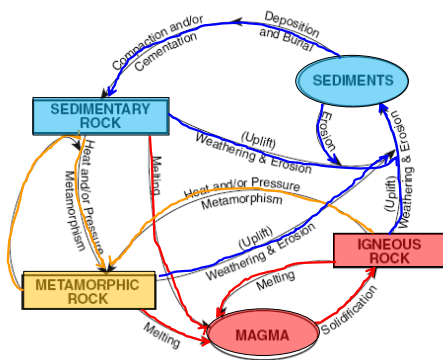 Deposition
and Burial
Compaction and/or
Cementation
SEDIMENTS
SEDIMENTARY
ROCK
Erosion
(Uplift)
Weathering & Erosion
(Uplift)
Weathering & Erosion
Heat and/or Pressure
Metamorphism
Melting
Heat and/or Pressure
Metamorphism
(Uplift)
Weathering & Erosion
IGNEOUS
ROCK
METAMORPHIC
ROCK
Melting
Melting
MAGMA
Solidification